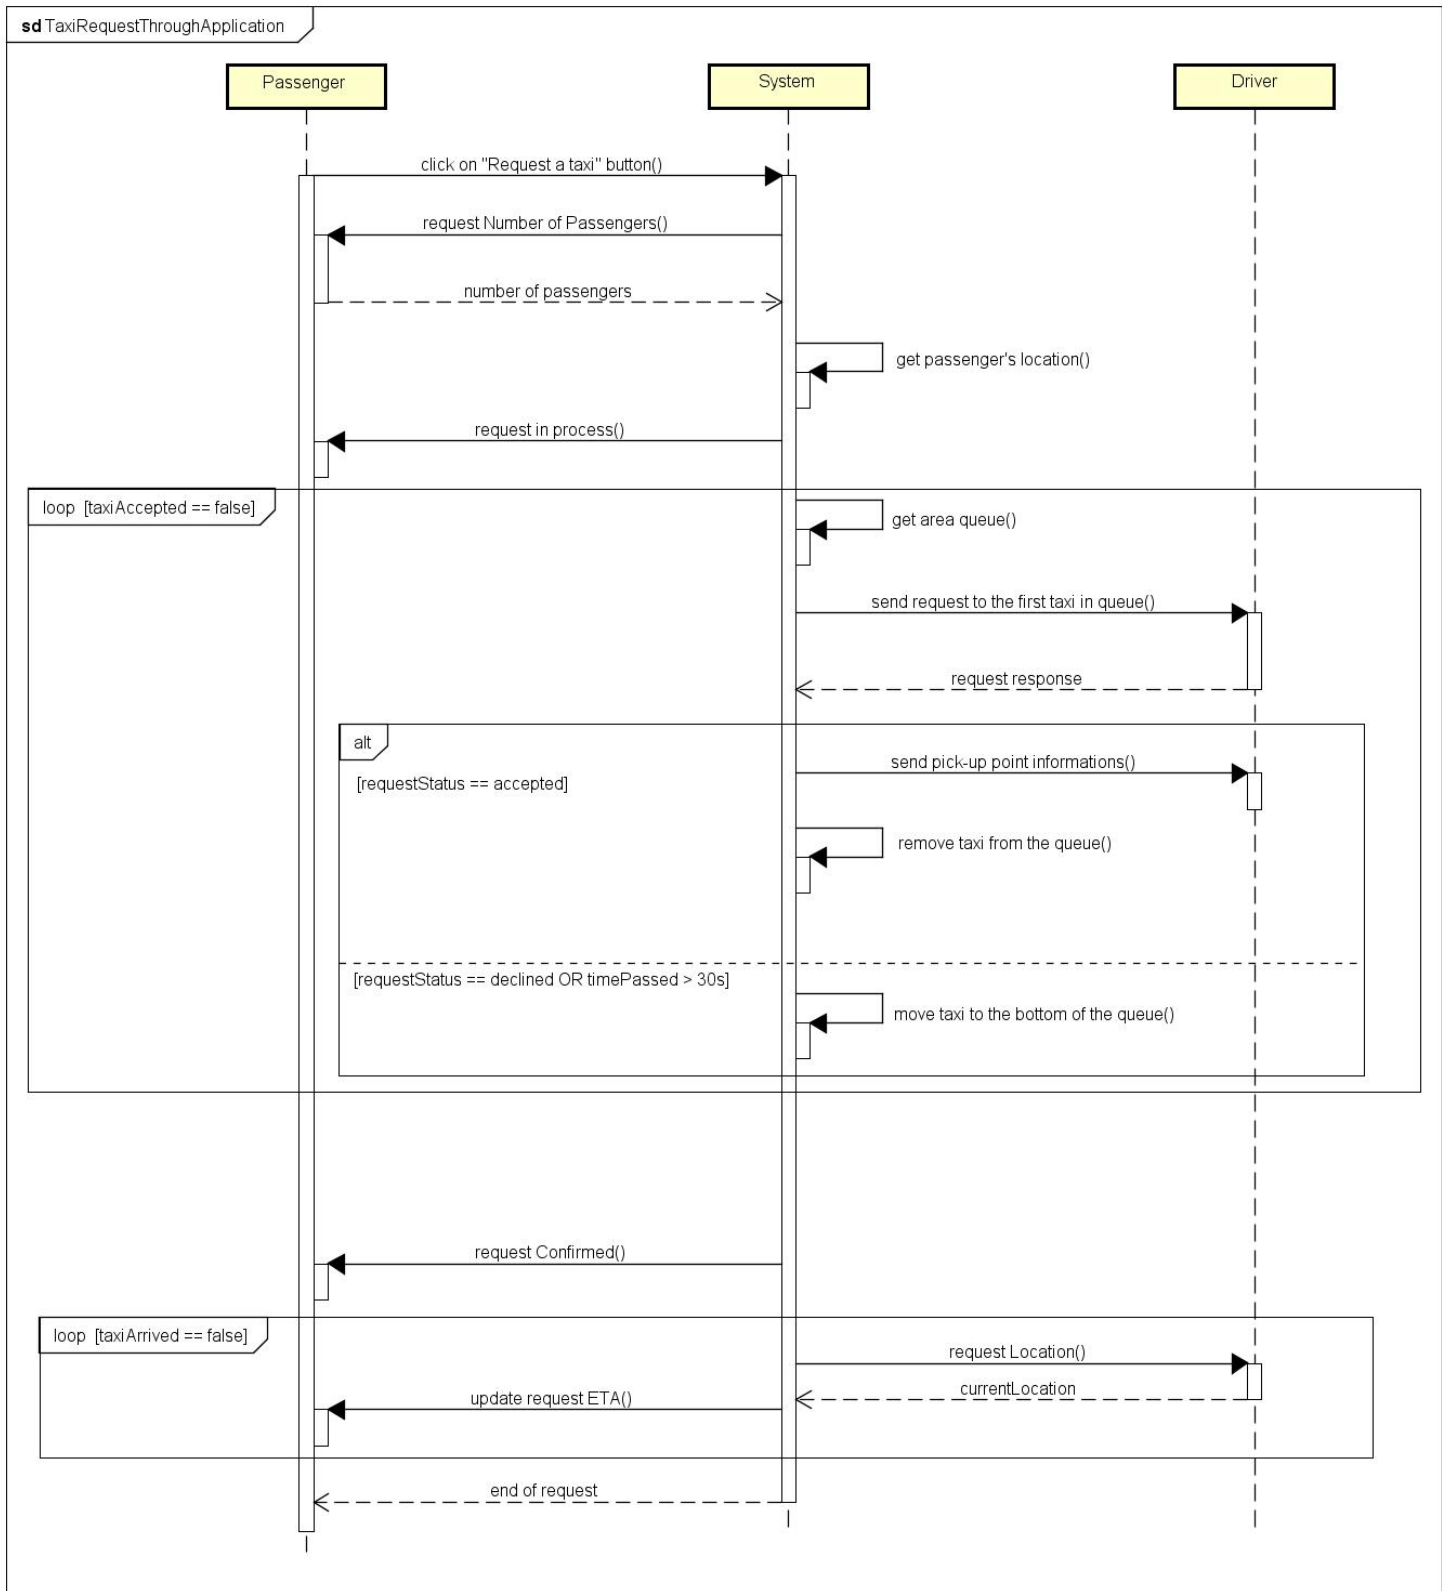 sd TaxiRequestThroughApplication
Passenger
System
Driver
click on "Request a taxi" button()
request Number of Passengers()
number of passengers
get passenger's location()
request in process()
loop [taxiAccepted == false]
get area queue()
send request to the first taxi in queue()
request response
alt
send pick-up point informations()
[requestStatus == accepted]
remove taxi from the queue()
[requestStatus == declined OR timePassed > 30s]
move taxi to the bottom of the queue()
request Confirmed()
loop [taxiArrived == false]
request Location()
currentLocation
update request ETA()
end of request